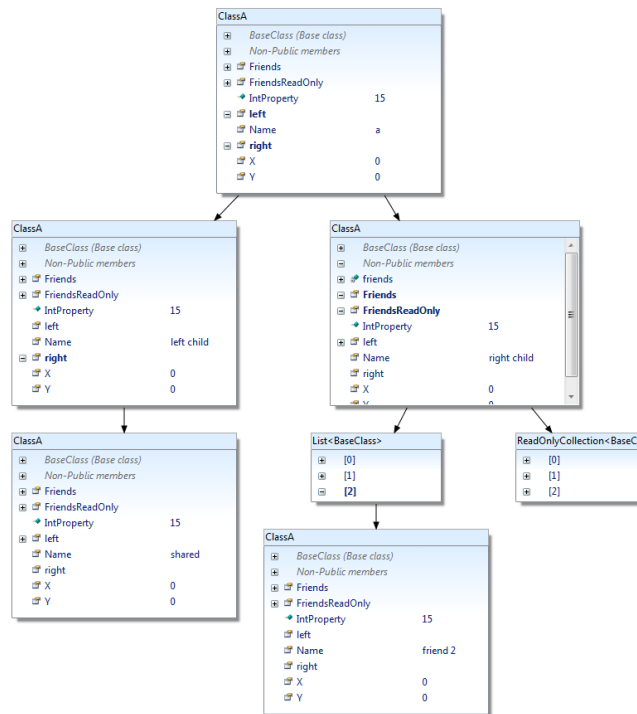 ClassA
BaseClass (Base class)
Non-Public members
Friends
FriendsReadOnly
IntProperty 15
left
Name a
right
X 0
Y 0
ClassA
BaseClass (Base class)
Non-Public members
Friends
FriendsReadOnly
IntProperty 15
left
Name left child
right
X 0
Y 0
ClassA
BaseClass (Base class)
Non-Public members
friends
Friends
FriendsReadOnly
IntProperty 15
left
Name right child
right
X 0
Y 0
ClassA
BaseClass (Base class)
Non-Public members
Friends
FriendsReadOnly
IntProperty 15
left
Name shared
right
X 0
Y 0
List<BaseClass>
[0]
[1]
[2]
ReadOnlyCollection<BaseCl
[0]
[1]
[2]
ClassA
BaseClass (Base class)
Non-Public members
Friends
FriendsReadOnly
IntProperty 15
left
Name friend 2
right
X 0
Y 0